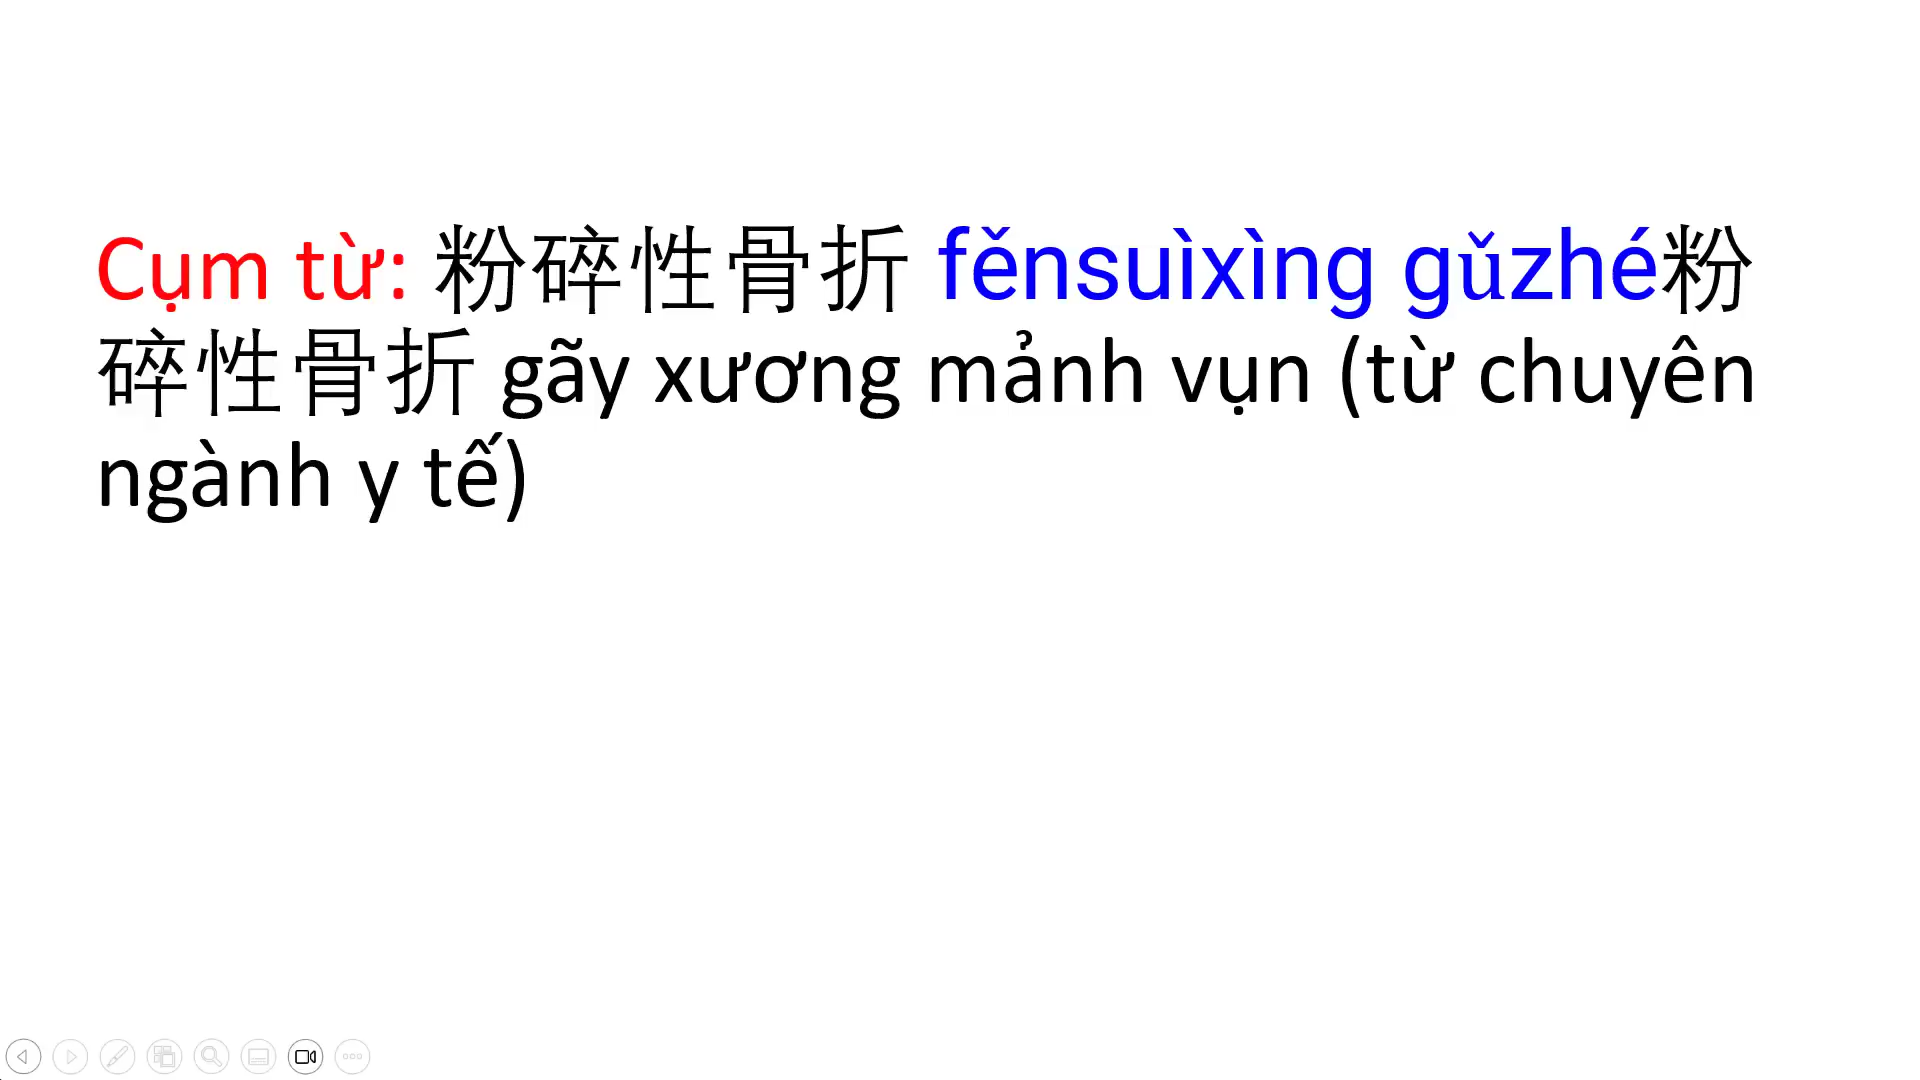 Cụm từ: 粉碎性骨折 fěnsuìxìng gǔzhé粉
碎性骨折 gãy xương mảnh vụn (từ chuyên
ngành y tế)